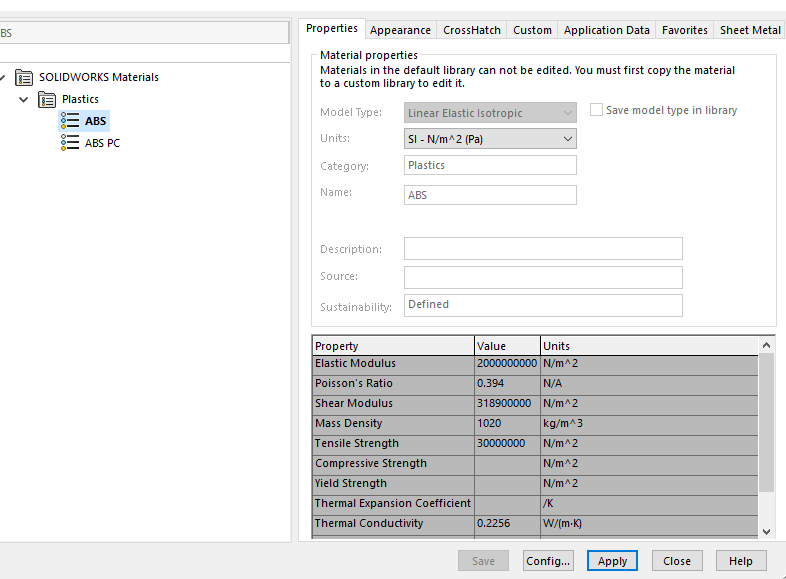 BS
SOLIDWORKS Materials
Plastics
ABS
ABS PC
Properties Appearance CrossHatch Custom Application Data Favorites Sheet Metal
Material properties
Materials in the default library can not be edited. You must first copy the material
to a custom library to edit it.
Model Type: Linear Elastic Isotropic Save model type in library
Units: SI - N/m^2 (Pa)
Category: Plastics
Name: ABS
Description:
Source:
Sustainability: Defined
Property Value Units
Elastic Modulus 2000000000 N/m^2
Poisson's Ratio 0.394 N/A
Shear Modulus 318900000 N/m^2
Mass Density 1020 kg/m^3
Tensile Strength 30000000 N/m^2
Compressive Strength N/m^2
Yield Strength N/m^2
Thermal Expansion Coefficient /K
Thermal Conductivity 0.2256 W/(m·K)
Save Config... Apply Close Help